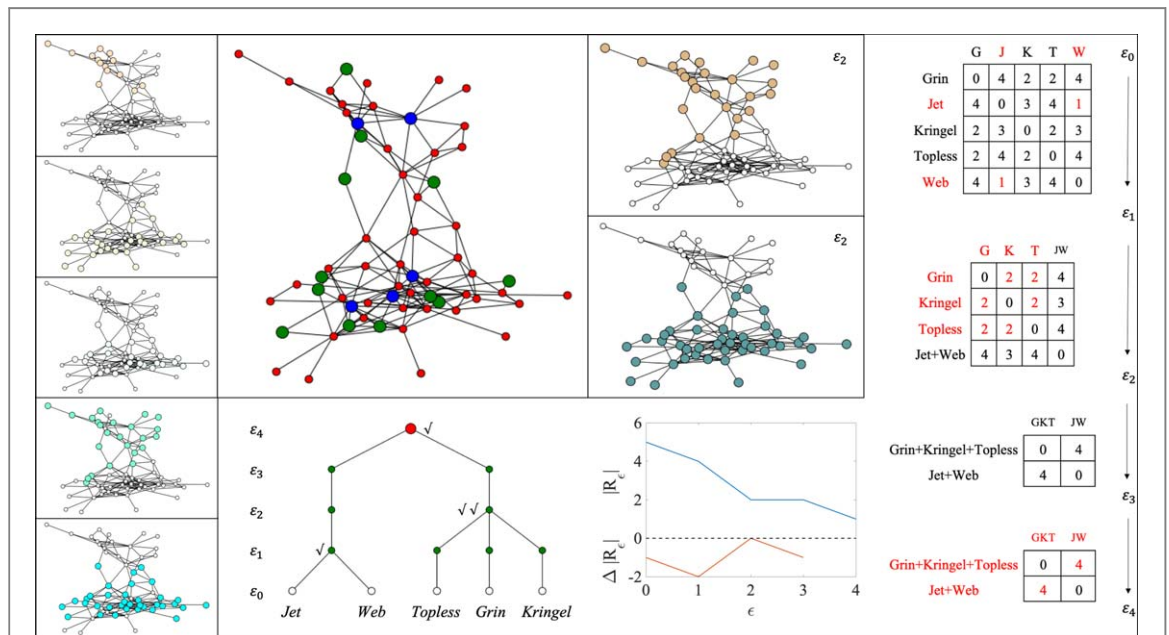 ε2
ε2
G J K T W
Grin 0 4 2 2 4
Jet 4 0 3 4 1
Kringel 2 3 0 2 3
Topless 2 4 2 0 4
Web 4 1 3 4 0
ε0
ε1
G K T JW
Grin 0 2 2 4
Kringel 2 0 2 3
Topless 2 2 0 4
Jet+Web 4 3 4 0
ε2
GKT JW
Grin+Kringel+Topless 0 4
Jet+Web 4 0
ε3
GKT JW
Grin+Kringel+Topless 0 4
Jet+Web 4 0
ε4
ε4 √
ε3
ε2 √ √
ε1 √
ε0
Jet Web Topless Grin Kringel
6
4
2
0
-2
|Rϵ|
Δ |Rϵ|
0 1 2 3 4
ϵ